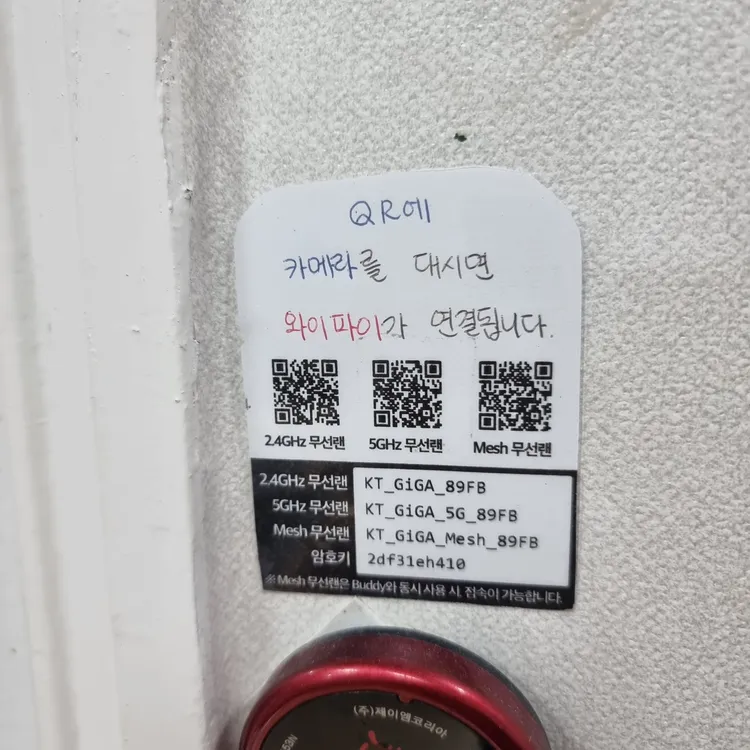 QR에
카메라를 대시면
와이파이가 연결됩니다.
2.4GHz 무선랜 5GHz 무선랜 Mesh 무선랜
2.4GHz 무선랜 KT_GiGA_89FB
5GHz 무선랜 KT_GiGA_5G_89FB
Mesh 무선랜 KT_GiGA_Mesh_89FB
암호키 2df31eh410
※ Mesh 무선랜은 Buddy와 동시 사용 시, 접속이 가능합니다.
(주)제이엠코리아